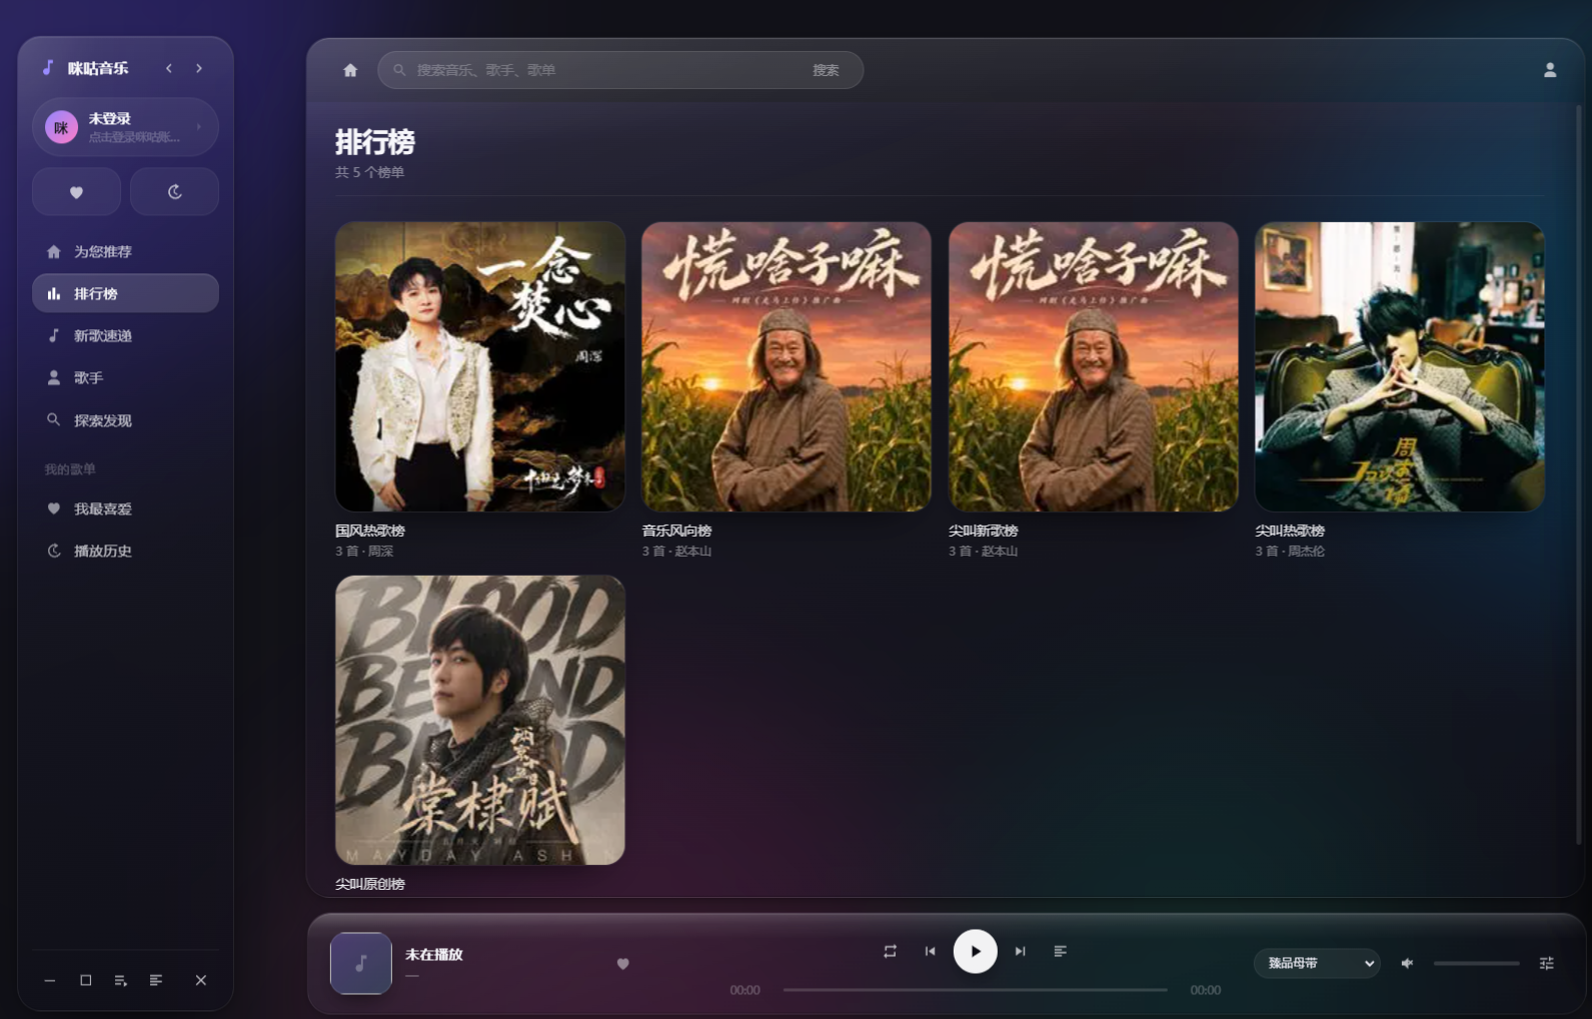 咪咕音乐
咪
未登录
点击登录咪咕账...
为您推荐
排行榜
新歌速递
歌手
探索发现
我的歌单
我最喜爱
播放历史
搜索音乐、歌手、歌单
搜索
排行榜
共 5 个榜单
一念
焚心
周深
慌啥子嘛
慌啥子嘛
国风热歌榜
3 首 · 周深
音乐风向榜
3 首 · 赵本山
尖叫新歌榜
3 首 · 赵本山
尖叫热歌榜
3 首 · 周杰伦
BLOOD
BEYOND
棠棣赋
MAYDAY ASHIN
尖叫原创榜
未在播放
—
00:00
00:00
臻品母带